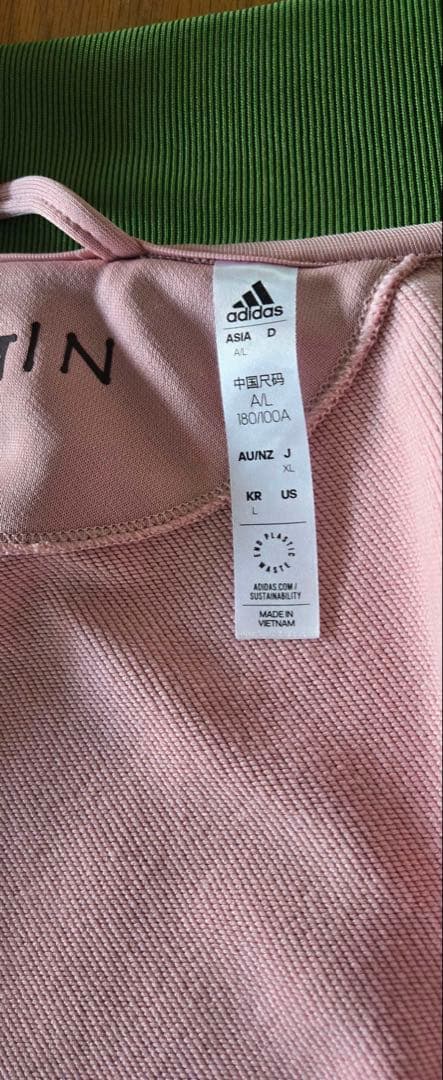 TIN
adidas
ASIA D
A/L
中国尺码
A/L
180/100A
AU/NZ J
XL
KR US
L
END PLASTIC WASTE
ADIDAS.COM/
SUSTAINABILITY
MADE IN
VIETNAM